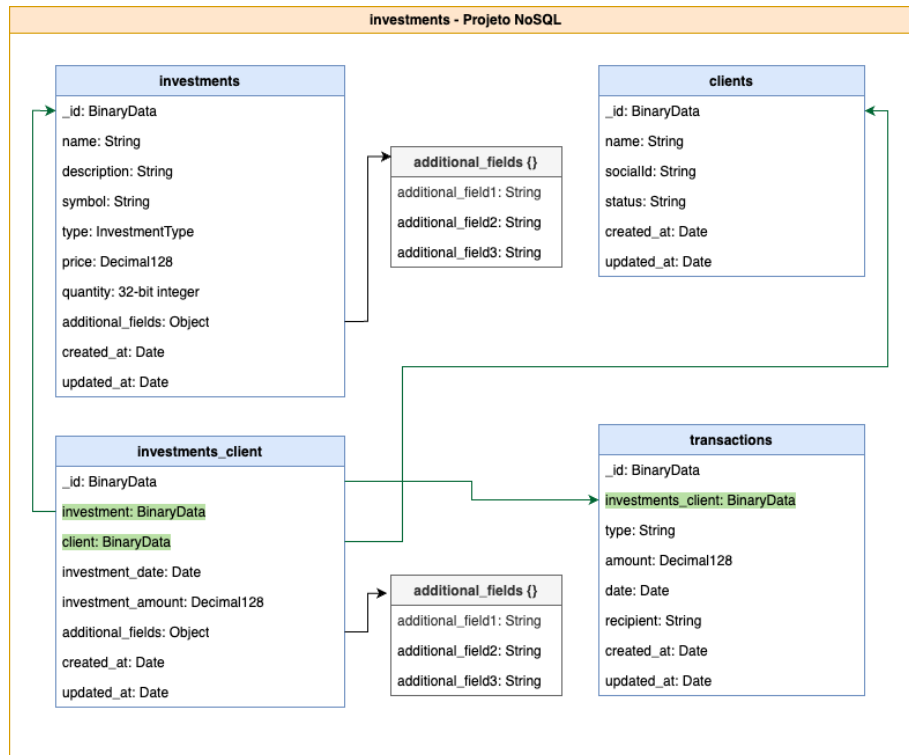 investments - Projeto NoSQL
investments
_id: BinaryData
name: String
description: String
symbol: String
type: InvestmentType
price: Decimal128
quantity: 32-bit integer
additional_fields: Object
created_at: Date
updated_at: Date
additional_fields {}
additional_field1: String
additional_field2: String
additional_field3: String
clients
_id: BinaryData
name: String
socialId: String
status: String
created_at: Date
updated_at: Date
investments_client
_id: BinaryData
investment: BinaryData
client: BinaryData
investment_date: Date
investment_amount: Decimal128
additional_fields: Object
created_at: Date
updated_at: Date
additional_fields {}
additional_field1: String
additional_field2: String
additional_field3: String
transactions
_id: BinaryData
investments_client: BinaryData
type: String
amount: Decimal128
date: Date
recipient: String
created_at: Date
updated_at: Date